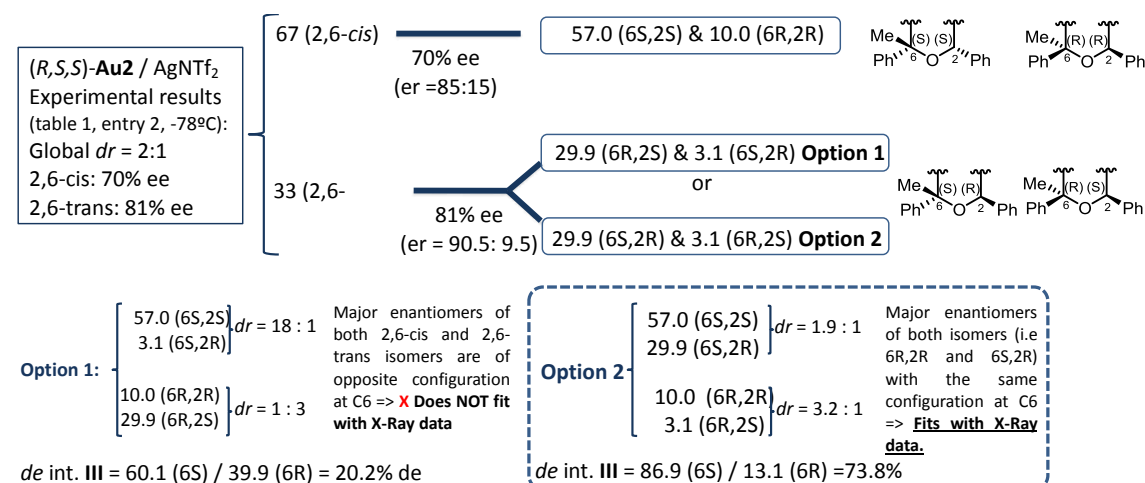 (R,S,S)-Au2 / AgNTf₂
Experimental results
(table 1, entry 2, -78ºC):
Global dr = 2:1
2,6-cis: 70% ee
2,6-trans: 81% ee
67 (2,6-cis)
70% ee
(er =85:15)
57.0 (6S,2S) & 10.0 (6R,2R)
Me (S) (S)
Ph 6 O 2 Ph
Me (R) (R)
Ph 6 O 2 Ph
33 (2,6-
81% ee
(er = 90.5: 9.5)
29.9 (6R,2S) & 3.1 (6S,2R) Option 1
or
29.9 (6S,2R) & 3.1 (6R,2S) Option 2
Me (S) (R)
Ph 6 O 2 Ph
Me (R) (S)
Ph 6 O 2 Ph
Option 1:
57.0 (6S,2S)
3.1 (6S,2R)
dr = 18 : 1
10.0 (6R,2R)
29.9 (6R,2S)
dr = 1 : 3
Major enantiomers of
both 2,6-cis and 2,6-
trans isomers are of
opposite configuration
at C6 => X Does NOT fit
with X-Ray data
de int. III = 60.1 (6S) / 39.9 (6R) = 20.2% de
Option 2
57.0 (6S,2S)
29.9 (6S,2R)
dr = 1.9 : 1
10.0 (6R,2R)
3.1 (6R,2S)
dr = 3.2 : 1
Major enantiomers
of both isomers (i.e
6R,2R and 6S,2R)
with the same
configuration at C6
=> Fits with X-Ray
data.
de int. III = 86.9 (6S) / 13.1 (6R) =73.8%